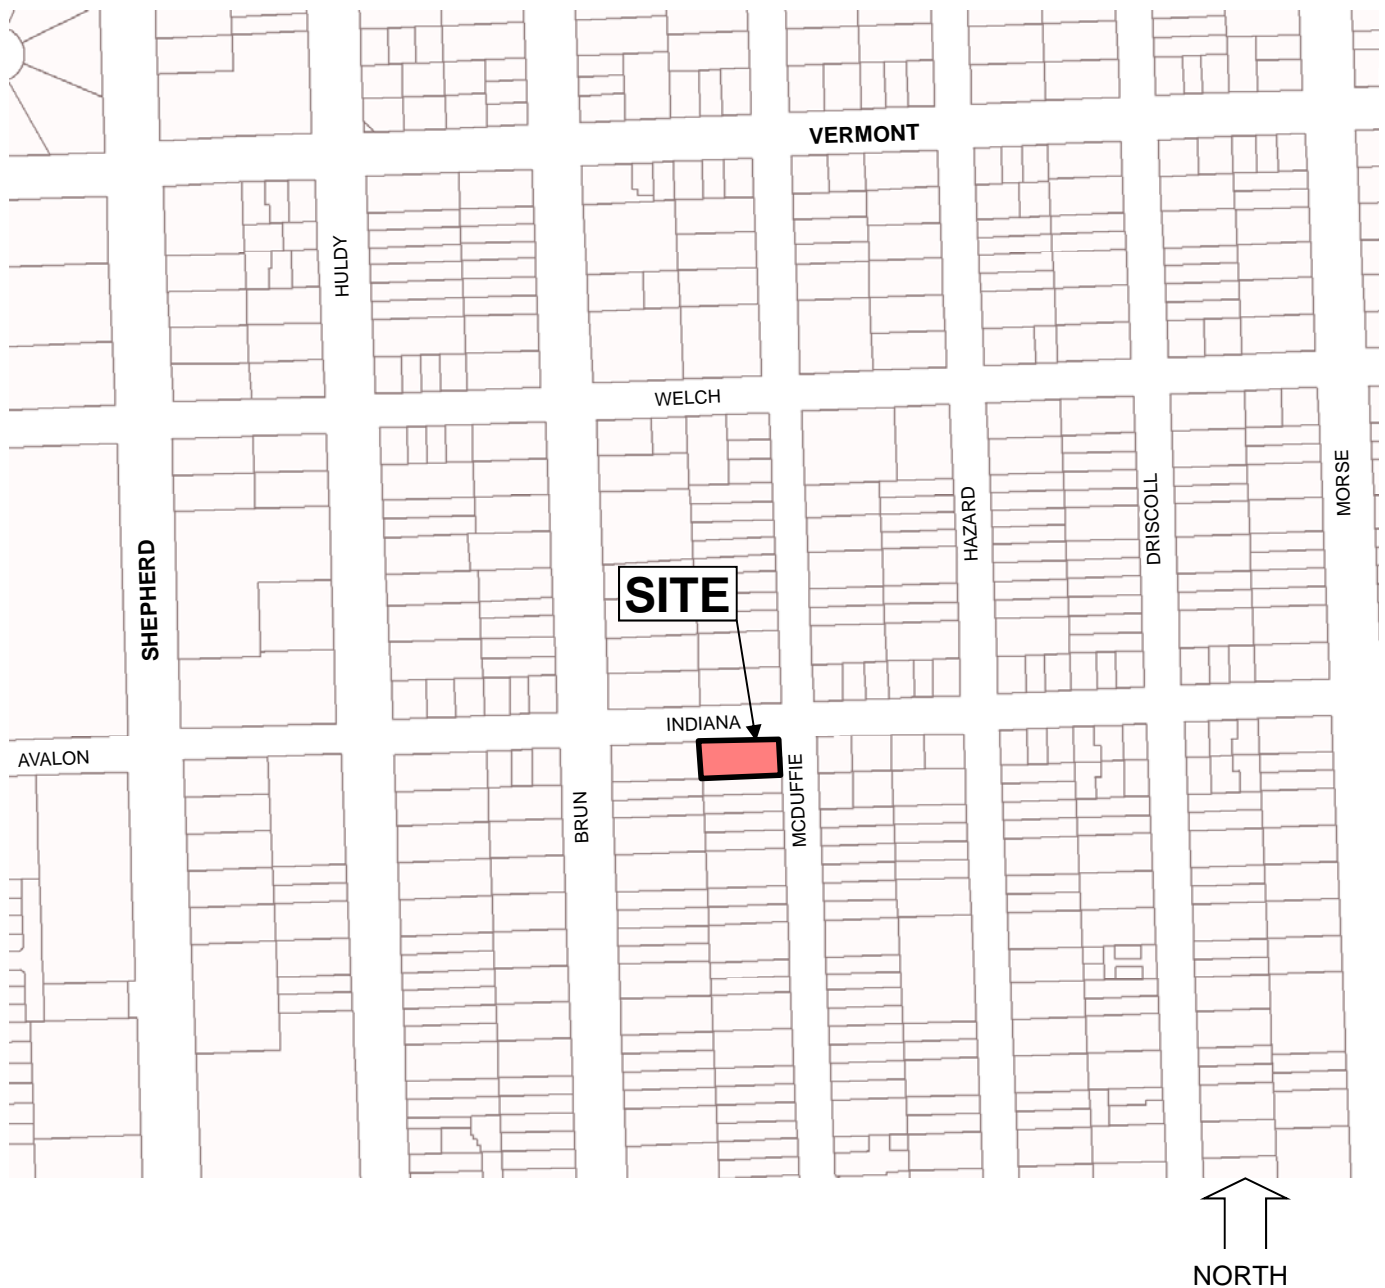 VERMONT
HULDY
WELCH
SHEPHERD
HAZARD
DRISCOLL
MORSE
SITE
INDIANA
AVALON
BRUN
MCDUFFIE
NORTH